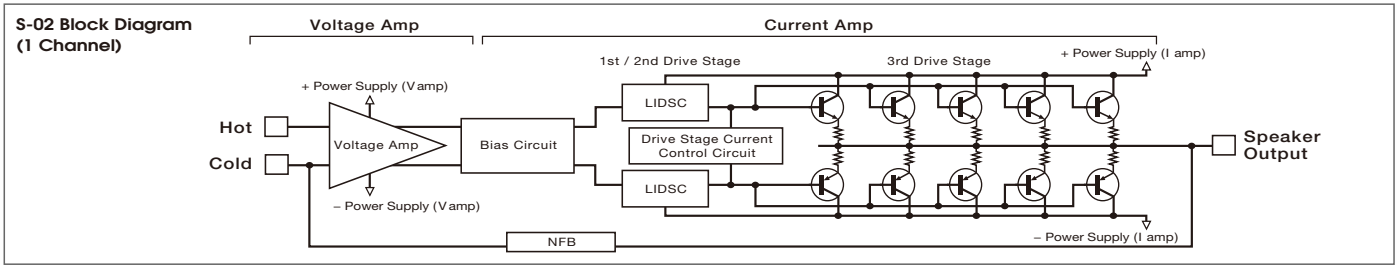 S-02 Block Diagram
(1 Channel)
Voltage Amp
Current Amp
+ Power Supply (I amp)
1st / 2nd Drive Stage
3rd Drive Stage
+ Power Supply (Vamp)
LIDSC
Hot
Voltage Amp
Bias Circuit
Drive Stage Current
Control Circuit
Speaker
Output
Cold
LIDSC
− Power Supply (Vamp)
− Power Supply (I amp)
NFB